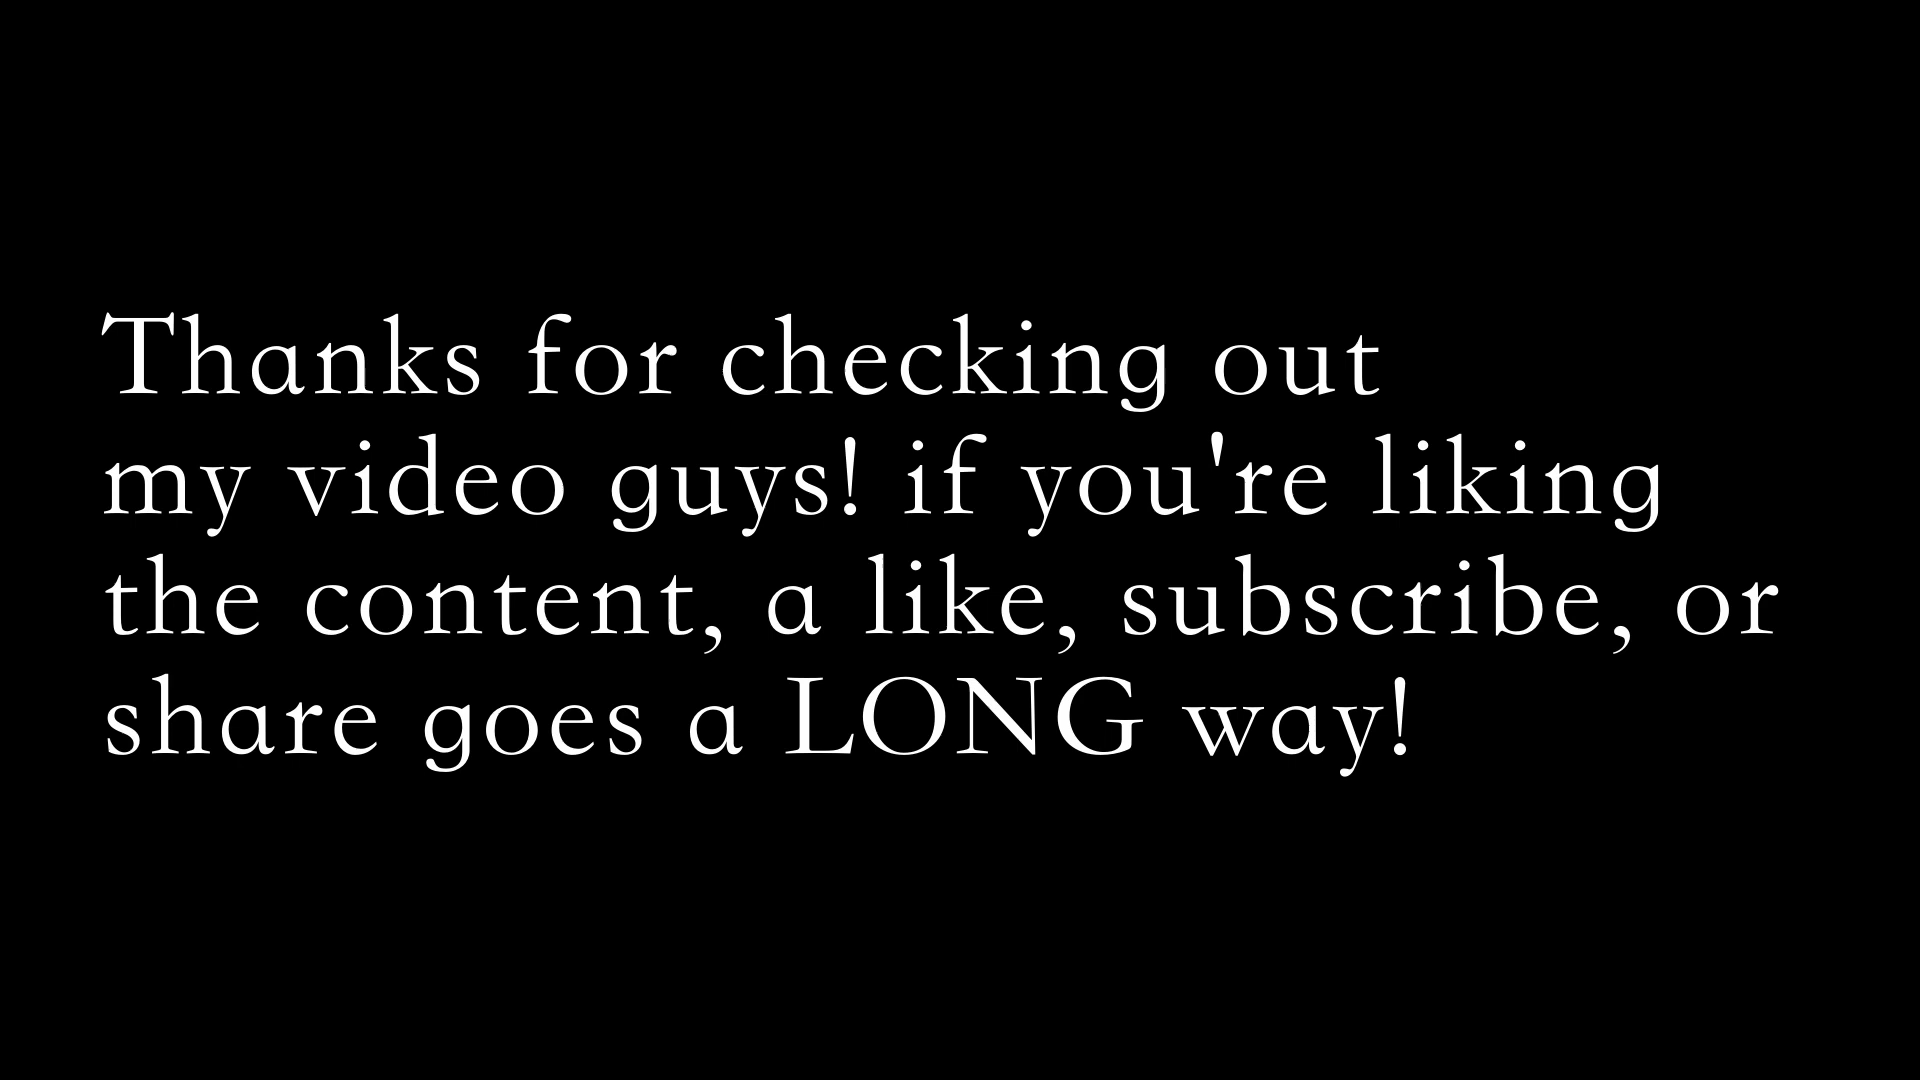 Thanks for checking out
my video guys! if you're liking
the content, a like, subscribe, or
share goes a LONG way!